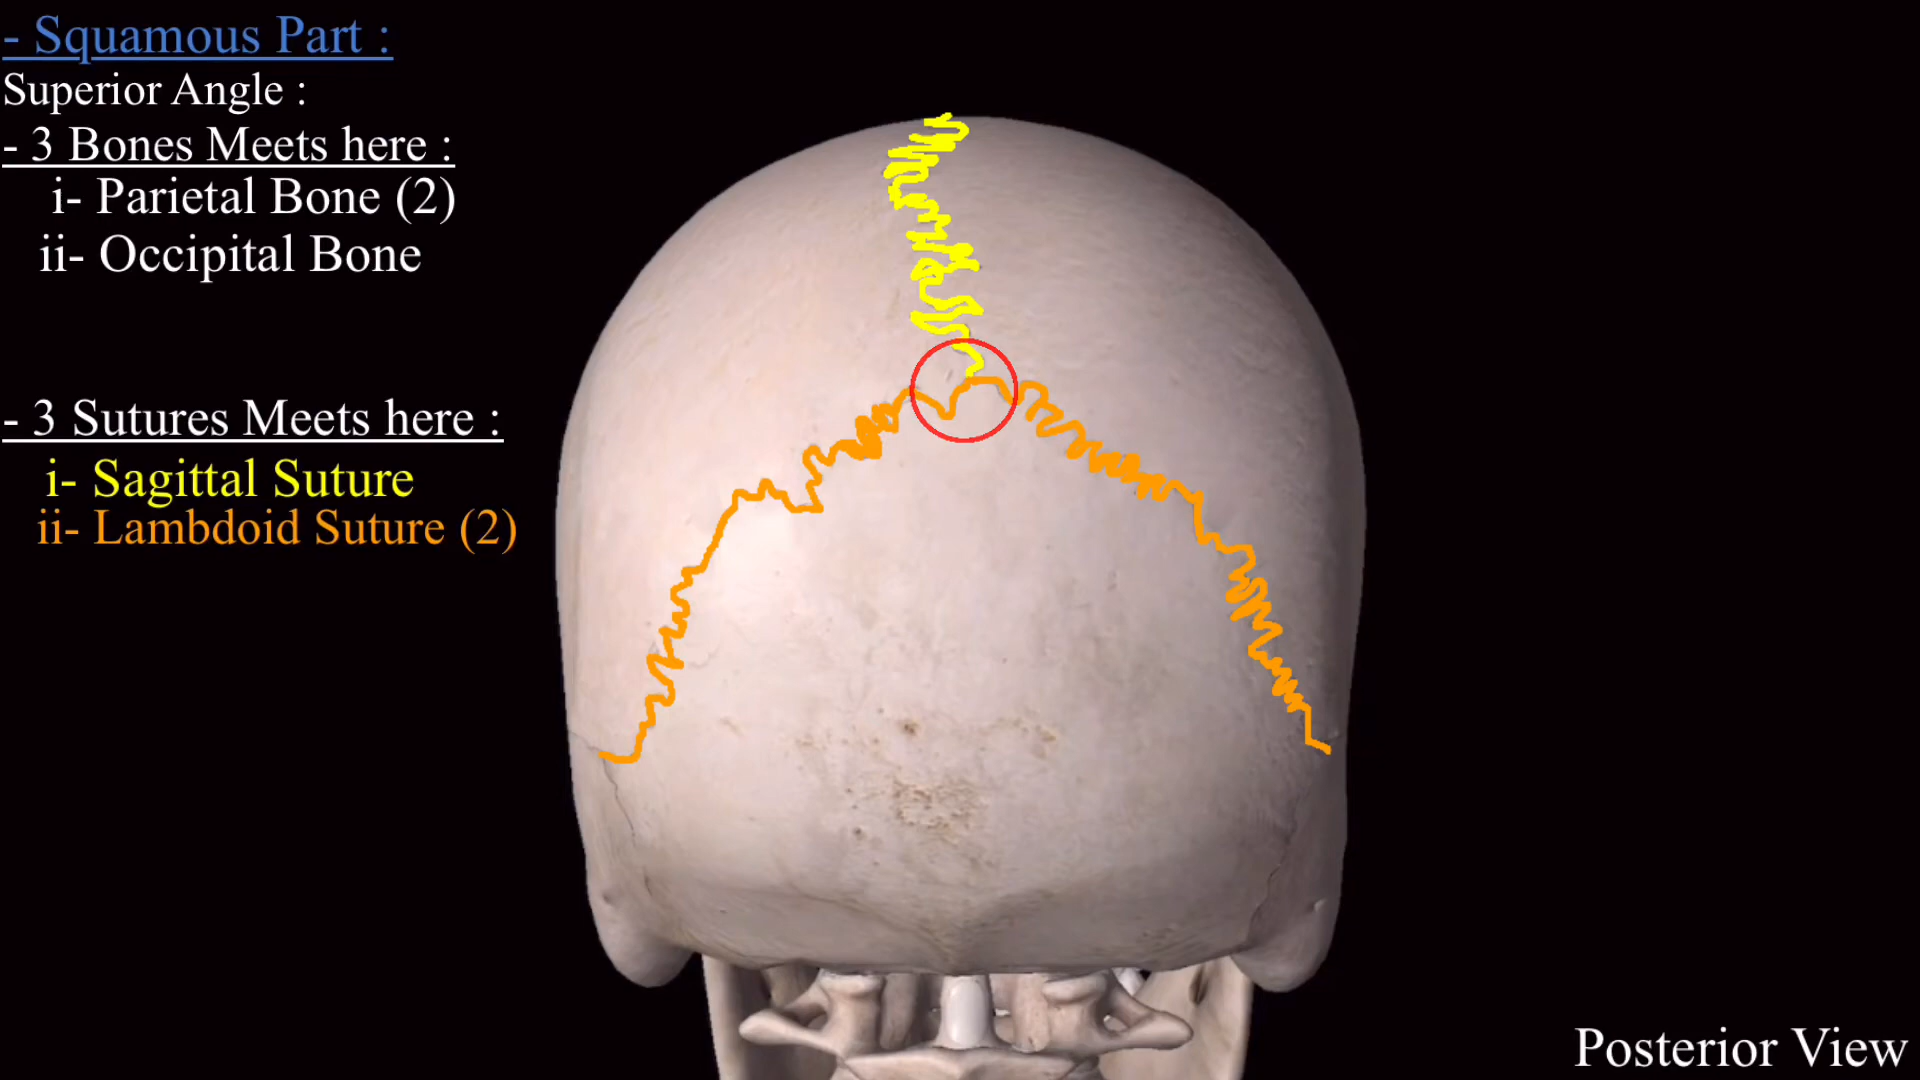 - Squamous Part :
Superior Angle :
- 3 Bones Meets here :
i- Parietal Bone (2)
ii- Occipital Bone
- 3 Sutures Meets here :
i- Sagittal Suture
ii- Lambdoid Suture (2)
Posterior View